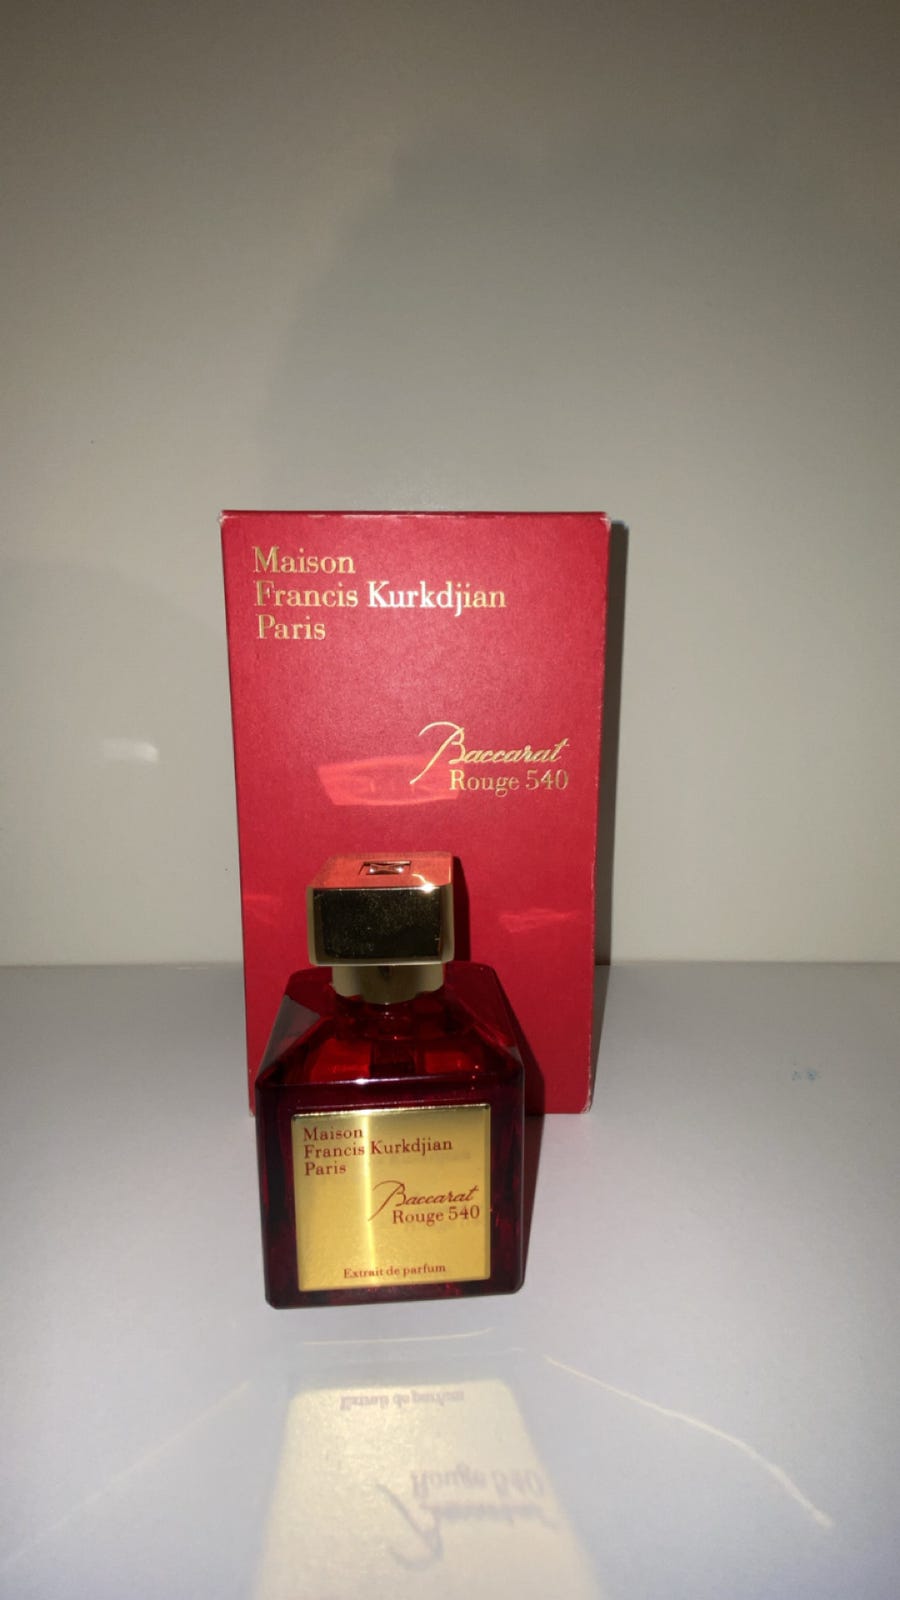 Maison
Francis Kurkdjian
Paris
Baccarat
Rouge 540
Maison
Francis Kurkdjian
Paris
Baccarat
Rouge 540
Extrait de parfum